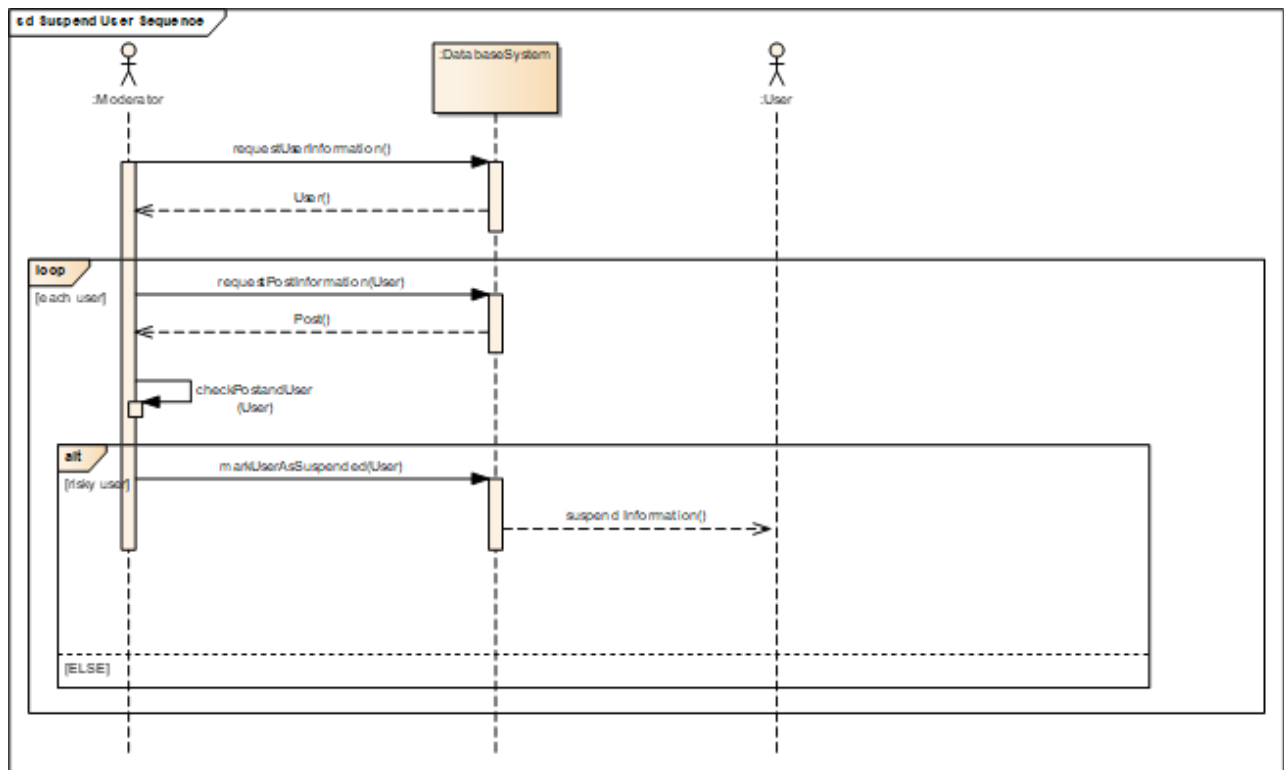 sd Suspend User Sequence
:Moderator
:DatabaseSystem
:User
requestUserInformation()
User()
loop
[each user]
requestPostInformation(User)
Post()
checkPostandUser
(User)
alt
[risky user]
markUserAsSuspended(User)
suspend Information()
[ELSE]